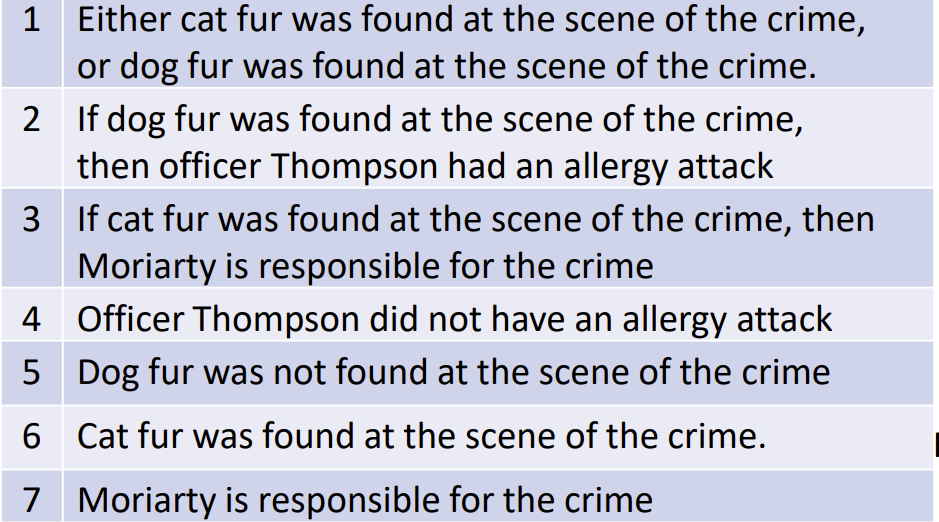 1 Either cat fur was found at the scene of the crime,
or dog fur was found at the scene of the crime.
2 If dog fur was found at the scene of the crime,
then officer Thompson had an allergy attack
3 If cat fur was found at the scene of the crime, then
Moriarty is responsible for the crime
4 Officer Thompson did not have an allergy attack
5 Dog fur was not found at the scene of the crime
6 Cat fur was found at the scene of the crime.
7 Moriarty is responsible for the crime